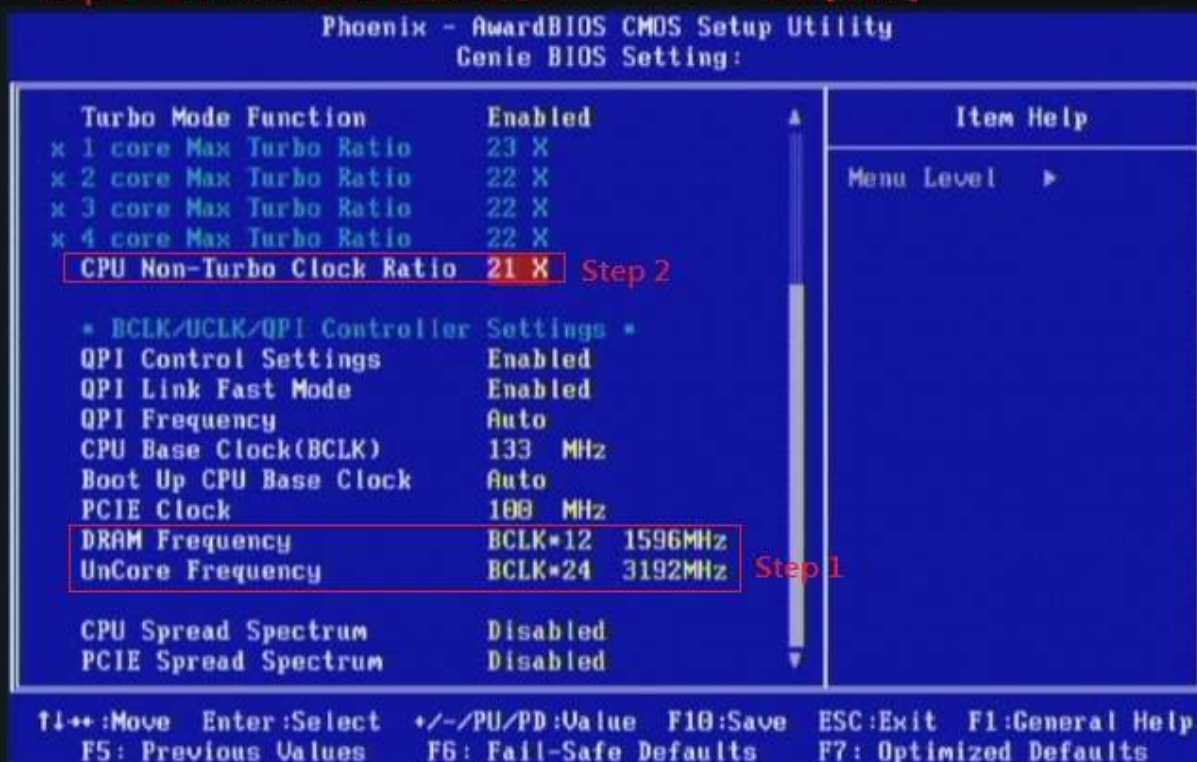 Phoenix - AwardBIOS CMOS Setup Utility
Genie BIOS Setting:
Turbo Mode Function Enabled
x 1 core Max Turbo Ratio 23 X
x 2 core Max Turbo Ratio 22 X
x 3 core Max Turbo Ratio 22 X
x 4 core Max Turbo Ratio 22 X
CPU Non-Turbo Clock Ratio 21 X Step 2
* BCLK/UCLK/QPI Controller Settings *
QPI Control Settings Enabled
QPI Link Fast Mode Enabled
QPI Frequency Auto
CPU Base Clock(BCLK) 133 MHz
Boot Up CPU Base Clock Auto
PCIE Clock 100 MHz
DRAM Frequency BCLK*12 1596MHz
UnCore Frequency BCLK*24 3192MHz Step 1
CPU Spread Spectrum Disabled
PCIE Spread Spectrum Disabled
Item Help
Menu Level ▶
↑↓↔:Move Enter:Select +/-/PU/PD:Value F10:Save ESC:Exit F1:General Help
F5: Previous Values F6: Fail-Safe Defaults F7: Optimized Defaults